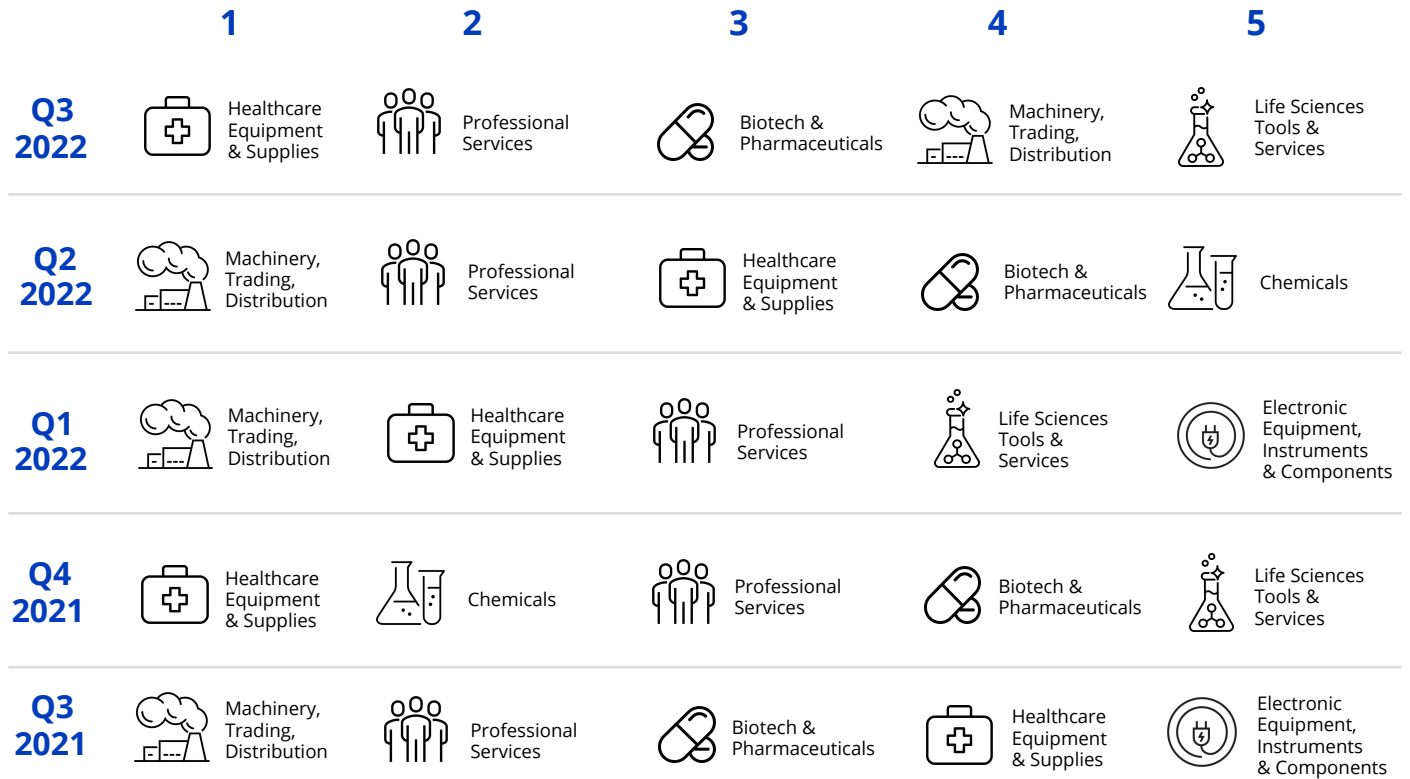 1 2 3 4 5
Q3
2022
Healthcare
Equipment
& Supplies
Professional
Services
Biotech &
Pharmaceuticals
Machinery,
Trading,
Distribution
Life Sciences
Tools &
Services
Q2
2022
Machinery,
Trading,
Distribution
Professional
Services
Healthcare
Equipment
& Supplies
Biotech &
Pharmaceuticals
Chemicals
Q1
2022
Machinery,
Trading,
Distribution
Healthcare
Equipment
& Supplies
Professional
Services
Life Sciences
Tools &
Services
Electronic
Equipment,
Instruments
& Components
Q4
2021
Healthcare
Equipment
& Supplies
Chemicals
Professional
Services
Biotech &
Pharmaceuticals
Life Sciences
Tools &
Services
Q3
2021
Machinery,
Trading,
Distribution
Professional
Services
Biotech &
Pharmaceuticals
Healthcare
Equipment
& Supplies
Electronic
Equipment,
Instruments
& Components